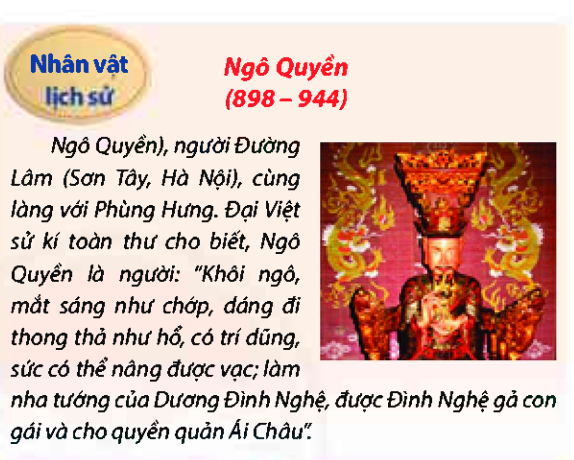 Nhân vật
lịch sử
Ngô Quyền
(898 – 944)
Ngô Quyền), người Đường
Lâm (Sơn Tây, Hà Nội), cùng
làng với Phùng Hưng. Đại Việt
sử kí toàn thư cho biết, Ngô
Quyền là người: "Khôi ngô,
mắt sáng như chớp, dáng đi
thong thả như hổ, có trí dũng,
sức có thể nâng được vạc; làm
nha tướng của Dương Đình Nghệ, được Đình Nghệ gả con
gái và cho quyền quản Ái Châu".